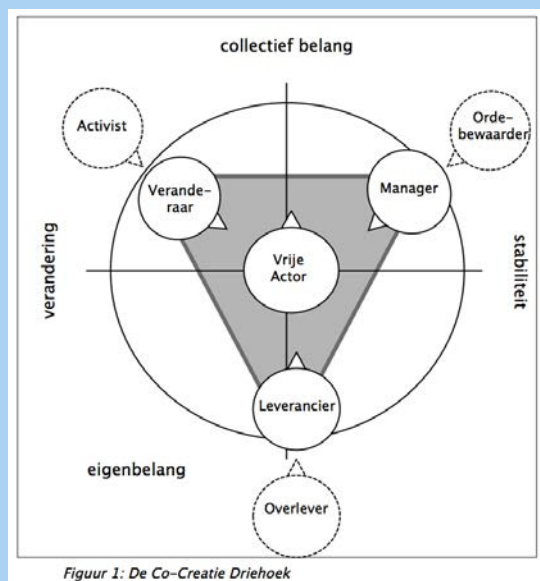 collectief belang
Activist
Orde-
bewaarder
Verande-
raar
Manager
verandering
Vrije
Actor
stabiliteit
Leverancier
eigenbelang
Overlever
Figuur 1: De Co-Creatie Driehoek